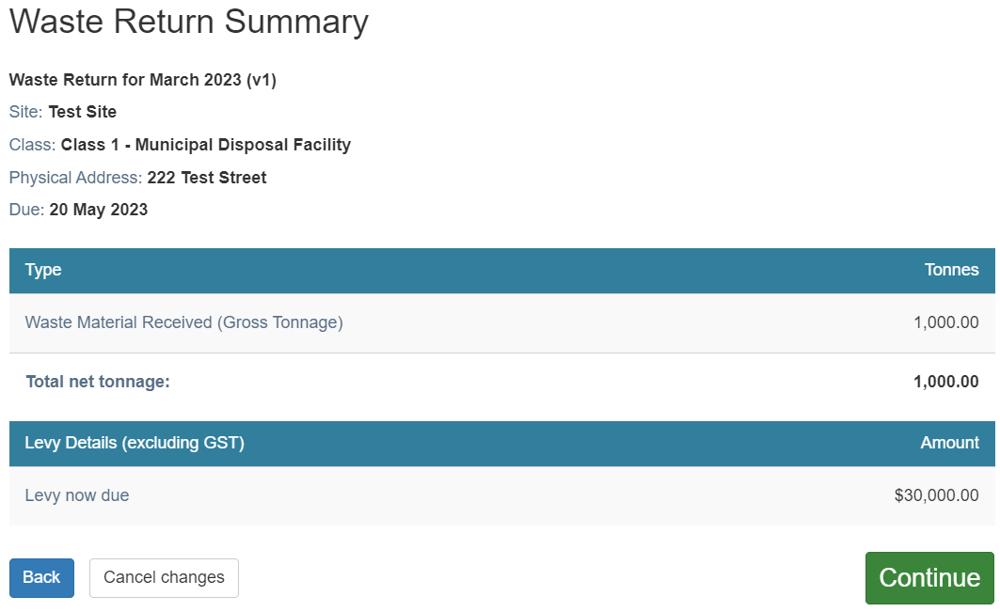 Waste Return Summary
Waste Return for March 2023 (v1)
Site: Test Site
Class: Class 1 - Municipal Disposal Facility
Physical Address: 222 Test Street
Due: 20 May 2023
Type Tonnes
Waste Material Received (Gross Tonnage) 1,000.00
Total net tonnage: 1,000.00
Levy Details (excluding GST) Amount
Levy now due $30,000.00
Back Cancel changes Continue